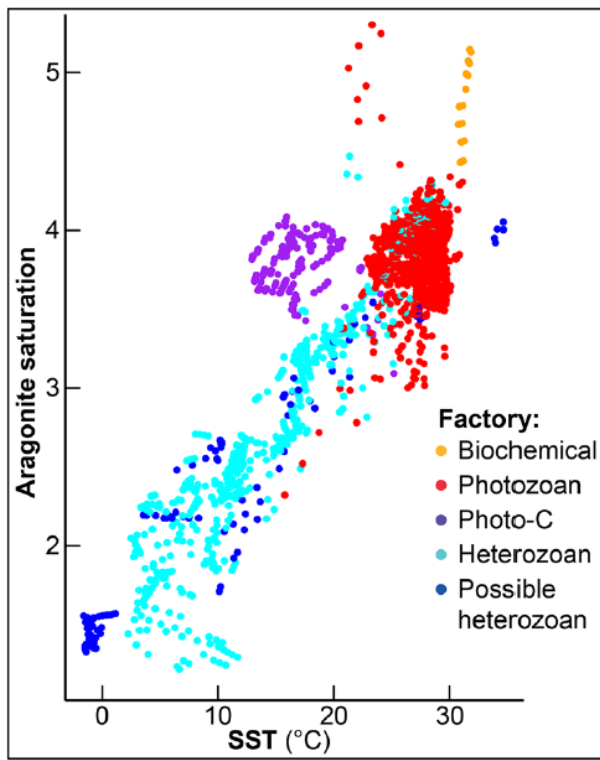 5
4
3
2
Aragonite saturation
0
10
20
30
SST (°C)
Factory:
Biochemical
Photozoan
Photo-C
Heterozoan
Possible
heterozoan